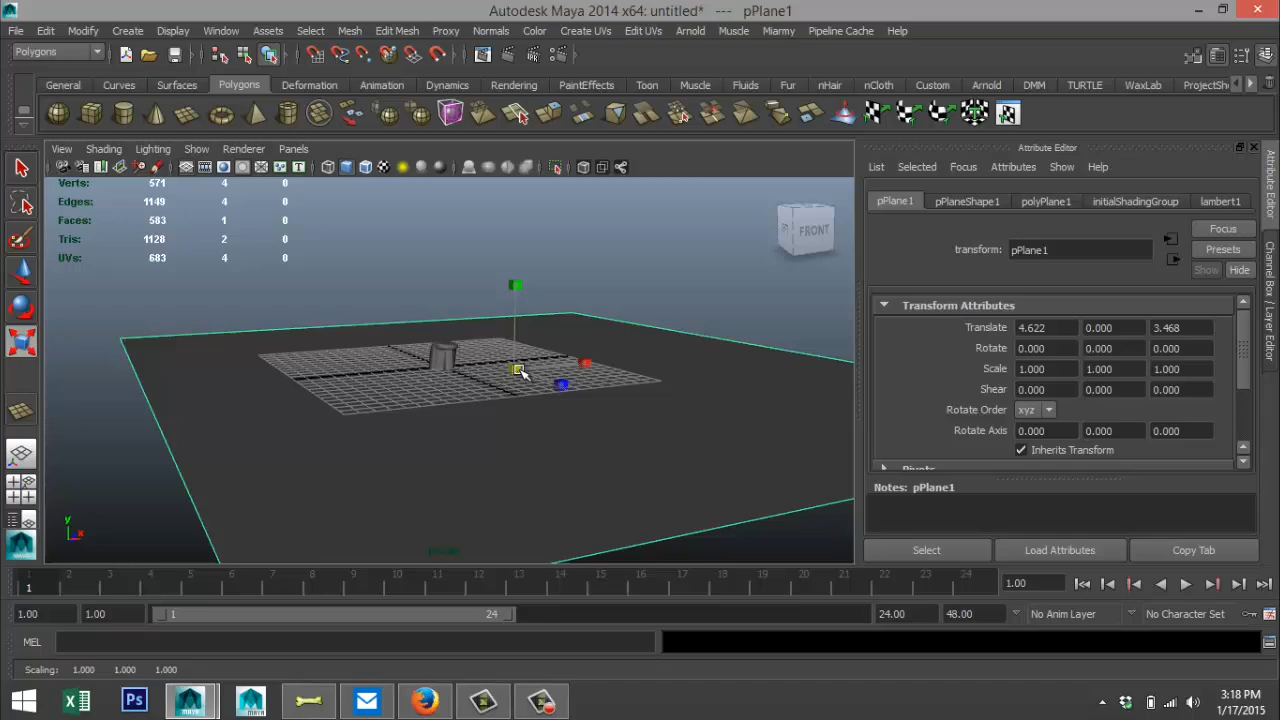 Autodesk Maya 2014 x64: untitled* --- pPlane1
File Edit Modify Create Display Window Assets Select Mesh Edit Mesh Proxy Normals Color Create UVs Edit UVs Arnold Muscle Miarmy Pipeline Cache Help
Polygons
General Curves Surfaces Polygons Deformation Animation Dynamics Rendering PaintEffects Toon Muscle Fluids Fur nHair nCloth Custom Arnold DMM TURTLE WaxLab ProjectSh
View Shading Lighting Show Renderer Panels
Verts: 571 4 0
Edges: 1149 4 0
Faces: 583 1 0
Tris: 1128 2 0
UVs: 683 4 0
FRONT
y
x
persp
Attribute Editor
List Selected Focus Attributes Show Help
pPlane1 pPlaneShape1 polyPlane1 initialShadingGroup lambert1
Focus
transform: pPlane1
Presets
Show Hide
Transform Attributes
Translate 4.622 0.000 3.468
Rotate 0.000 0.000 0.000
Scale 1.000 1.000 1.000
Shear 0.000 0.000 0.000
Rotate Order xyz
Rotate Axis 0.000 0.000 0.000
Inherits Transform
Pivots
Notes: pPlane1
Select Load Attributes Copy Tab
Attribute Editor
Channel Box / Layer Editor
1 2 3 4 5 6 7 8 9 10 11 12 13 14 15 16 17 18 19 20 21 22 23 24
1
1.00
1.00 1.00 1 24 24.00 48.00 No Anim Layer No Character Set
MEL
Scaling: 1.000 1.000 1.000
Ps
MAYA
MAYA
3:18 PM
1/17/2015